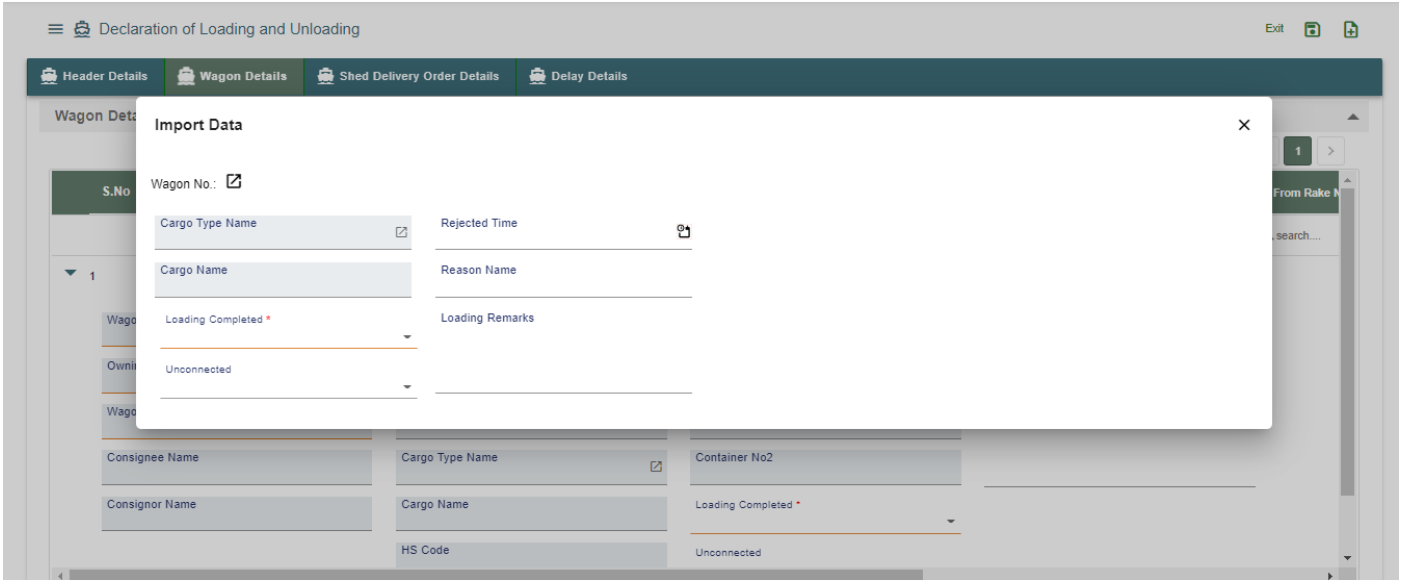 Declaration of Loading and Unloading
Exit
Header Details
Wagon Details
Shed Delivery Order Details
Delay Details
Wagon Deta
Import Data
1
S.No
Wagon No.:
From Rake N
Cargo Type Name
Rejected Time
, search....
Cargo Name
Reason Name
1
Wago
Loading Completed *
Loading Remarks
Owni
Unconnected
Wago
Consignee Name
Cargo Type Name
Container No2
Consignor Name
Cargo Name
Loading Completed *
HS Code
Unconnected